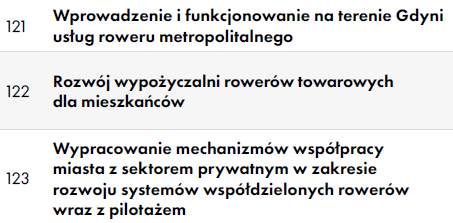 121 Wprowadzenie i funkcjonowanie na terenie Gdyni
usług roweru metropolitalnego
122 Rozwój wypożyczalni rowerów towarowych
dla mieszkańców
123 Wypracowanie mechanizmów współpracy
miasta z sektorem prywatnym w zakresie
rozwoju systemów współdzielonych rowerów
wraz z pilotażem